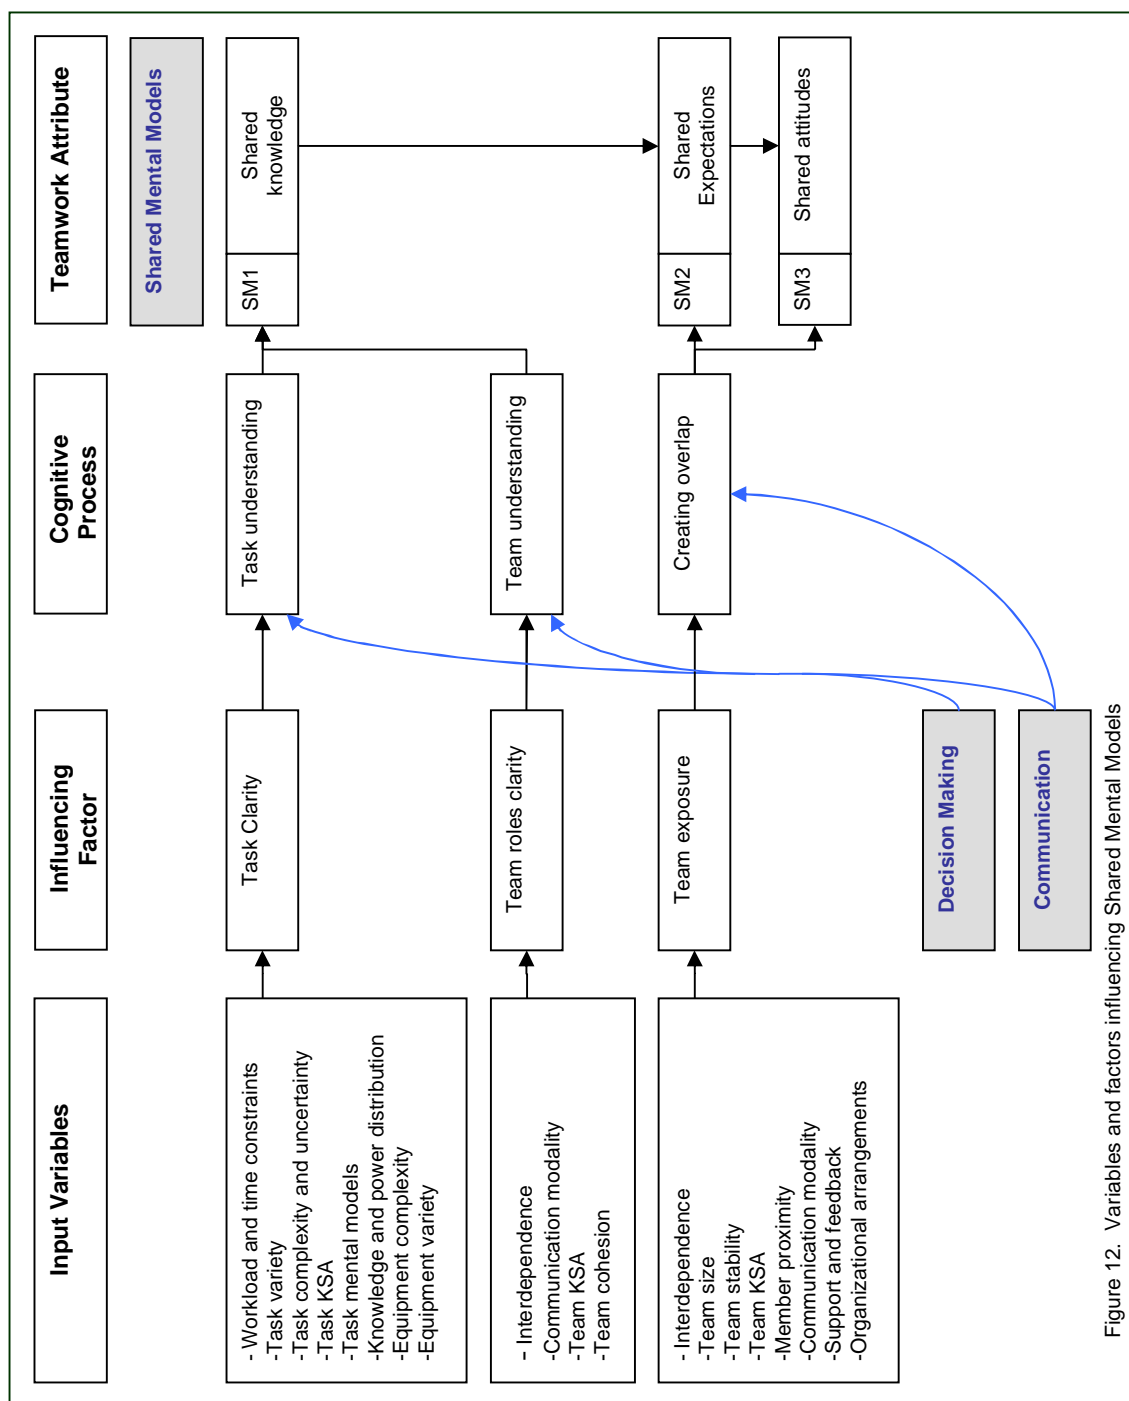 Input Variables
Influencing
Factor
Cognitive
Process
Teamwork Attribute
Shared Mental Models
- Workload and time constraints
-Task variety
-Task complexity and uncertainty
-Task KSA
-Task mental models
-Knowledge and power distribution
-Equipment complexity
-Equipment variety
Task Clarity
Task understanding
SM1
Shared
knowledge
- Interdependence
-Communication modality
-Team KSA
-Team cohesion
Team roles clarity
Team understanding
- Interdependence
-Team size
-Team stability
-Team KSA
-Member proximity
-Communication modality
-Support and feedback
-Organizational arrangements
Team exposure
Creating overlap
SM2
Shared
Expectations
SM3
Shared attitudes
Decision Making
Communication
Figure 12. Variables and factors influencing Shared Mental Models